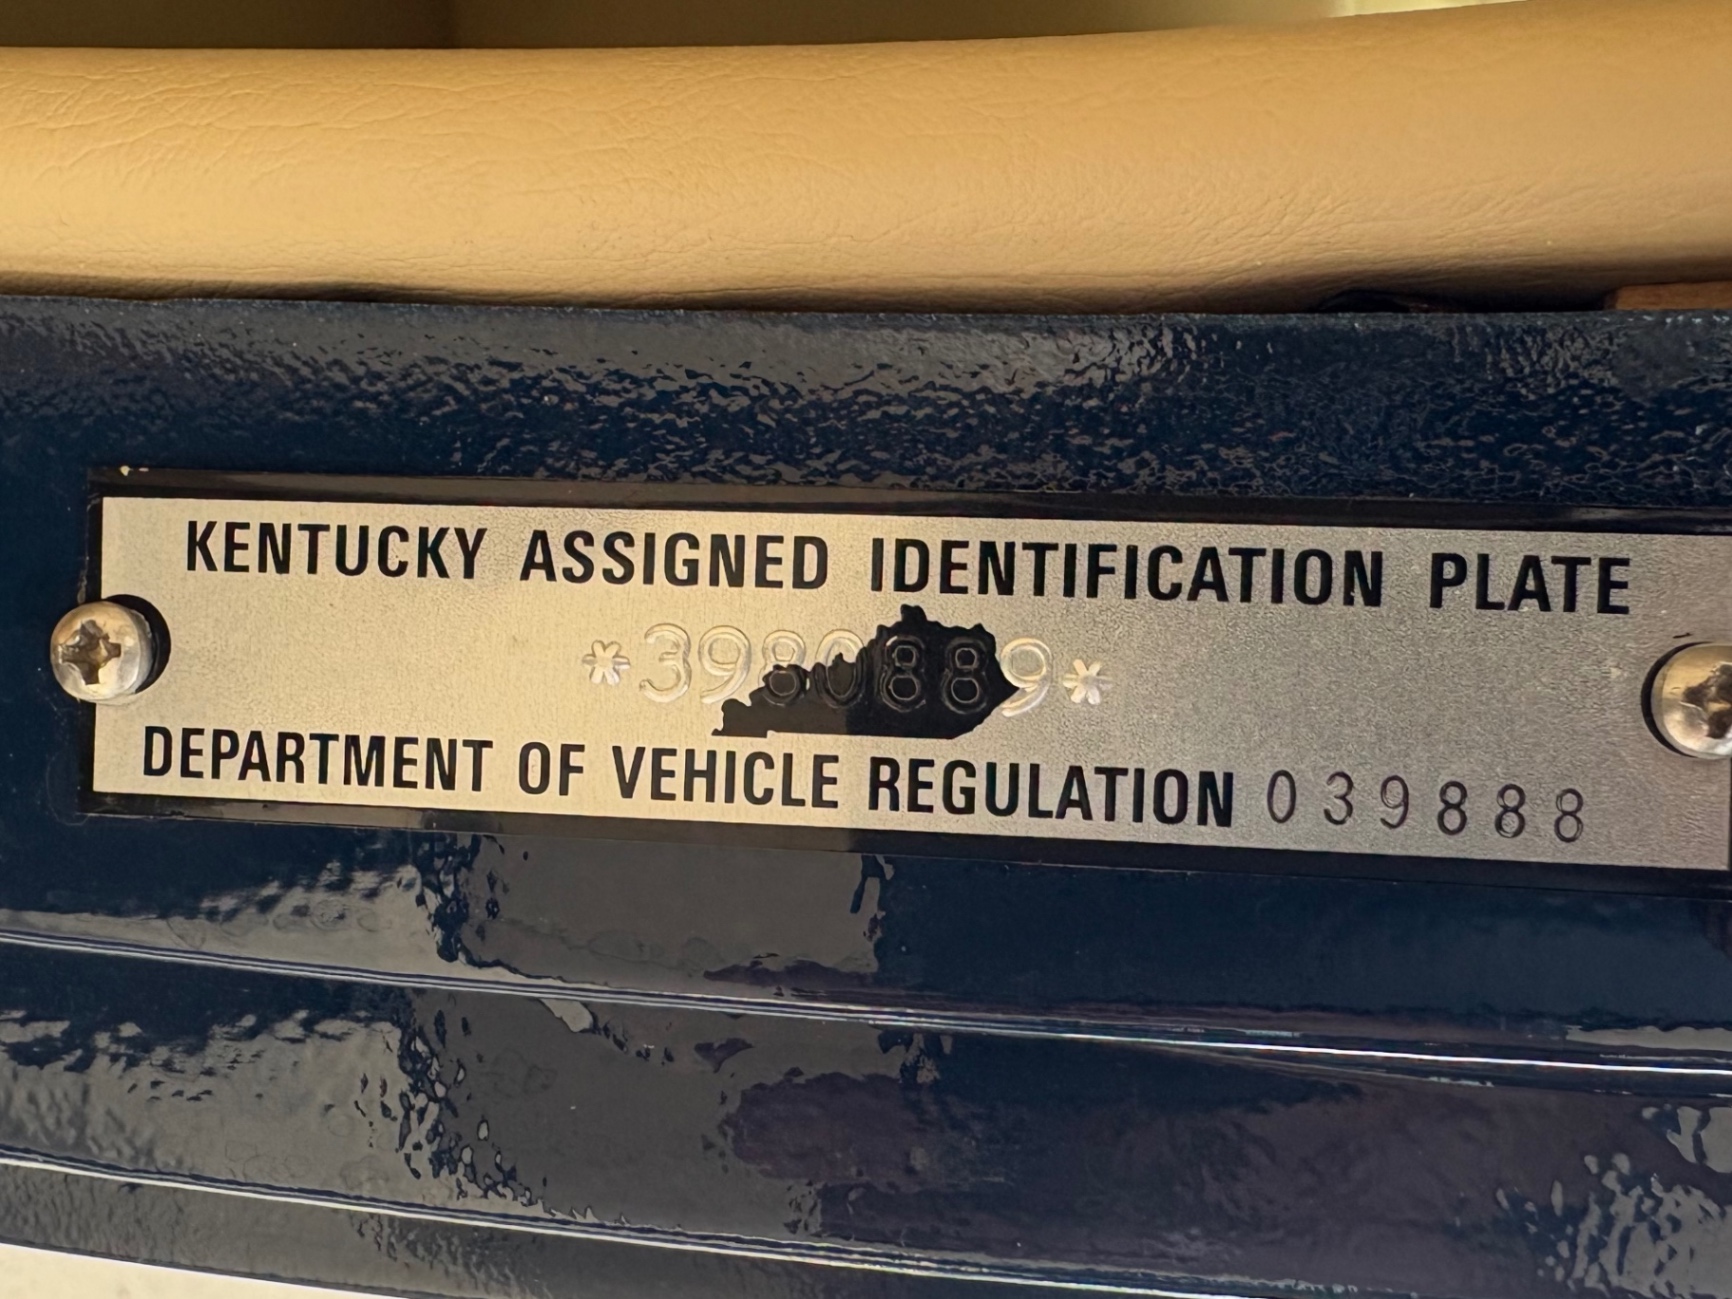 KENTUCKY ASSIGNED IDENTIFICATION PLATE
*3980889*
DEPARTMENT OF VEHICLE REGULATION 039888